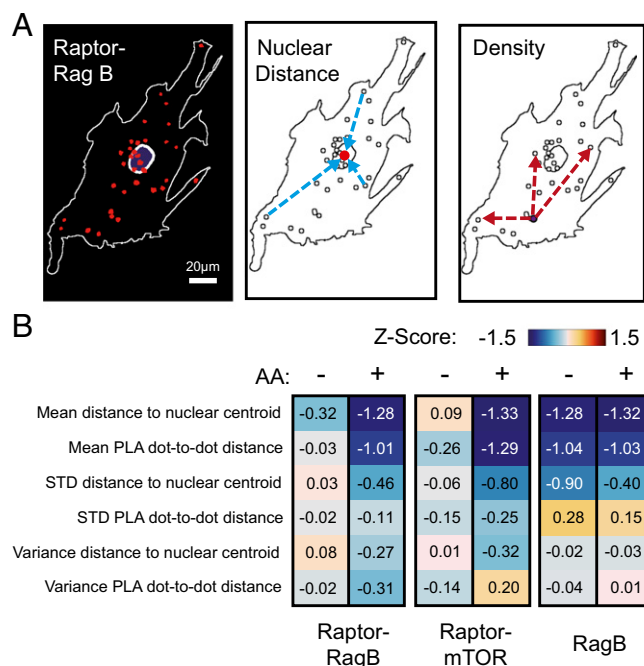 A
Raptor-
Rag B
Nuclear
Distance
Density
20µm
B
Z-Score: -1.5 1.5
AA: - + - + - +
Mean distance to nuclear centroid -0.32 -1.28 0.09 -1.33 -1.28 -1.32
Mean PLA dot-to-dot distance -0.03 -1.01 -0.26 -1.29 -1.04 -1.03
STD distance to nuclear centroid 0.03 -0.46 -0.06 -0.80 -0.90 -0.40
STD PLA dot-to-dot distance -0.02 -0.11 -0.15 -0.25 0.28 0.15
Variance distance to nuclear centroid 0.08 -0.27 0.01 -0.32 -0.02 -0.03
Variance PLA dot-to-dot distance -0.02 -0.31 -0.14 0.20 -0.04 0.01
Raptor-
RagB
Raptor-
mTOR
RagB